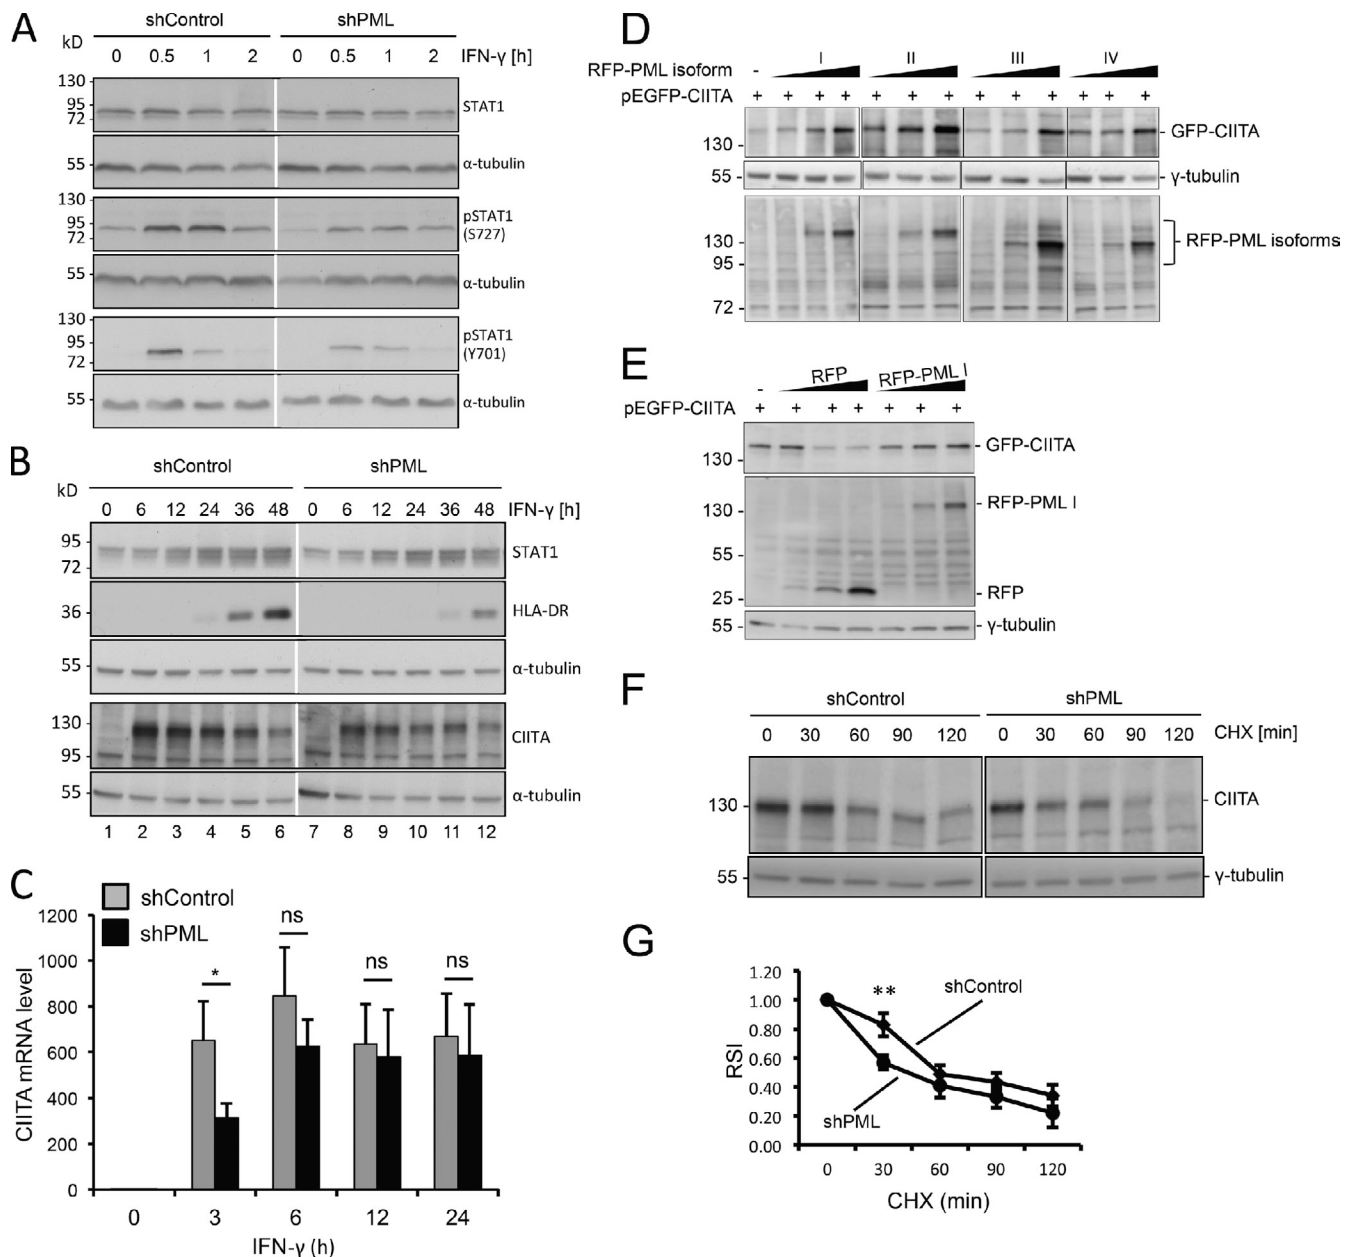 A
shControl shPML
kD
0 0.5 1 2 0 0.5 1 2 IFN-γ [h]
130
95
72
STAT1
55
α-tubulin
130
95
72
pSTAT1
(S727)
55
α-tubulin
130
95
72
pSTAT1
(Y701)
55
α-tubulin
B
shControl shPML
kD
0 6 12 24 36 48 0 6 12 24 36 48 IFN-γ [h]
95
72
STAT1
36
HLA-DR
55
α-tubulin
130
95
CIITA
55
α-tubulin
1 2 3 4 5 6 7 8 9 10 11 12
C
shControl
shPML
CIITA mRNA level
1200
1000
800
600
400
200
0
* ns ns ns
0 3 6 12 24
IFN-γ (h)
D
I II III IV
RFP-PML isoform -
pEGFP-CIITA + + + + + + + + + + + + +
130
GFP-CIITA
55
γ-tubulin
130
95
72
RFP-PML isoforms
E
- RFP RFP-PML I
pEGFP-CIITA + + + + + + +
130
GFP-CIITA
130
55
25
RFP-PML I
RFP
55
γ-tubulin
F
shControl shPML
0 30 60 90 120 0 30 60 90 120 CHX [min]
130
CIITA
55
γ-tubulin
G
RSI
1.20
1.00
0.80
0.60
0.40
0.20
0.00
**
shControl
shPML
0 30 60 90 120
CHX (min)